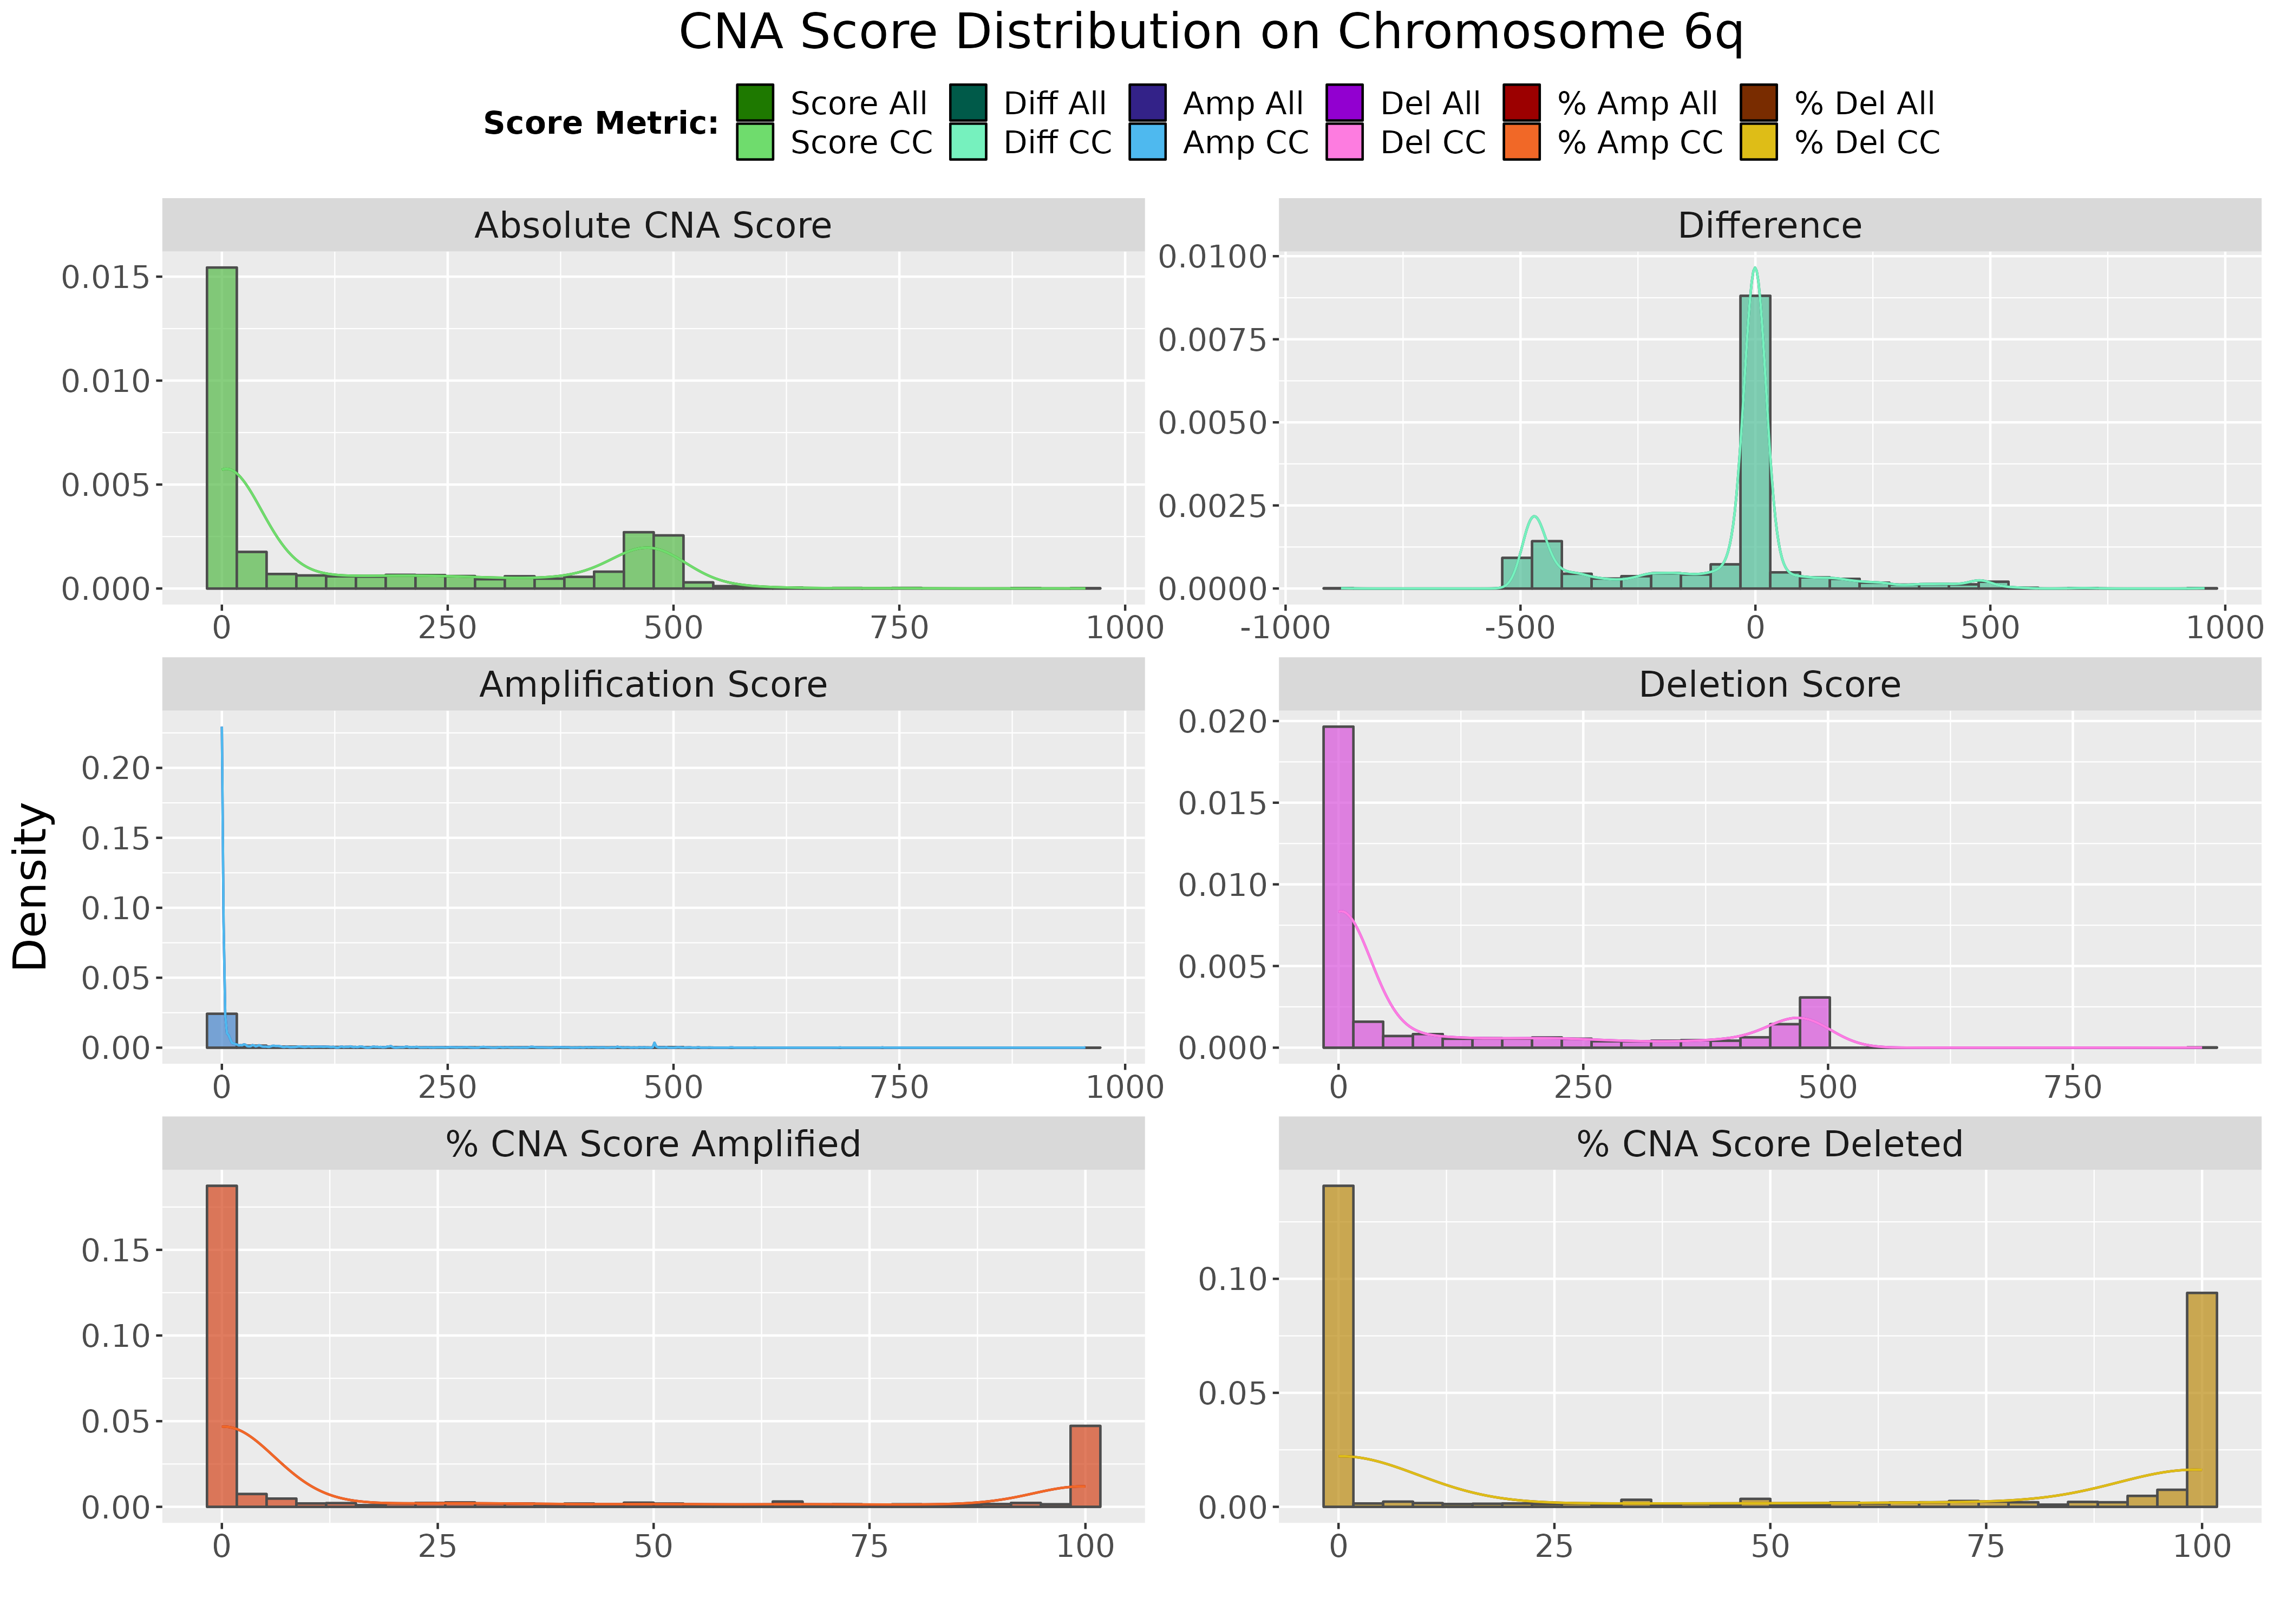 CNA Score Distribution on Chromosome 6q
Score Metric:
Score All Diff All Amp All Del All % Amp All % Del All
Score CC Diff CC Amp CC Del CC % Amp CC % Del CC
Absolute CNA Score
0.015
0.010
0.005
0.000
0 250 500 750 1000
Difference
0.0100
0.0075
0.0050
0.0025
0.0000
-1000 -500 0 500 1000
Density
Amplification Score
0.20
0.15
0.10
0.05
0.00
0 250 500 750 1000
Deletion Score
0.020
0.015
0.010
0.005
0.000
0 250 500 750
% CNA Score Amplified
0.15
0.10
0.05
0.00
0 25 50 75 100
% CNA Score Deleted
0.10
0.05
0.00
0 25 50 75 100